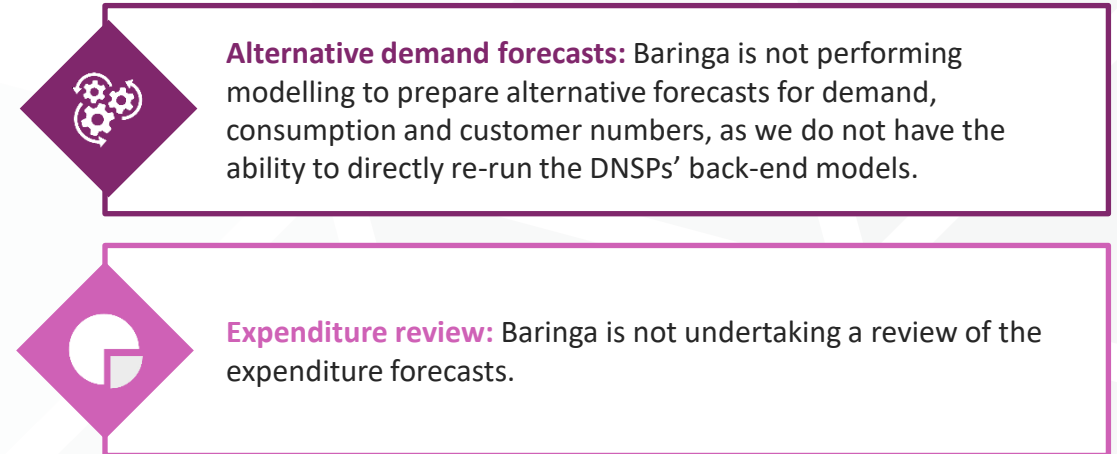 Alternative demand forecasts: Baringa is not performing
modelling to prepare alternative forecasts for demand,
consumption and customer numbers, as we do not have the
ability to directly re-run the DNSPs’ back-end models.
Expenditure review: Baringa is not undertaking a review of the
expenditure forecasts.